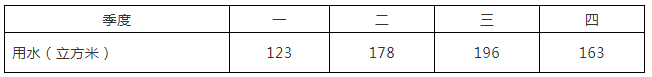 季度 一 二 三 四
用水（立方米） 123 178 196 163